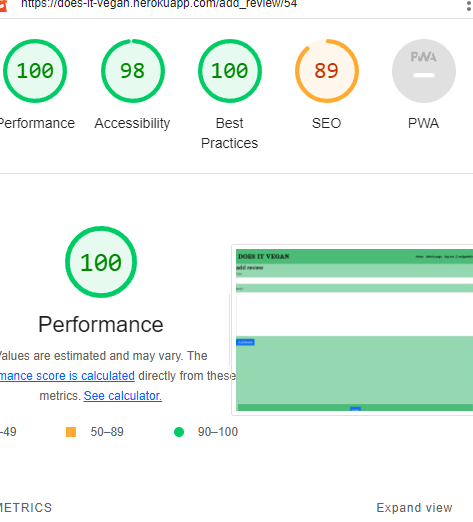 https://does-it-vegan.herokuapp.com/add_review/54
100 98 100 89 PWA
Performance Accessibility Best Practices SEO PWA
100
DOES IT VEGAN
add review
Performance
Values are estimated and may vary. The
mance score is calculated directly from these
metrics. See calculator.
–49 50–89 90–100
METRICS Expand view